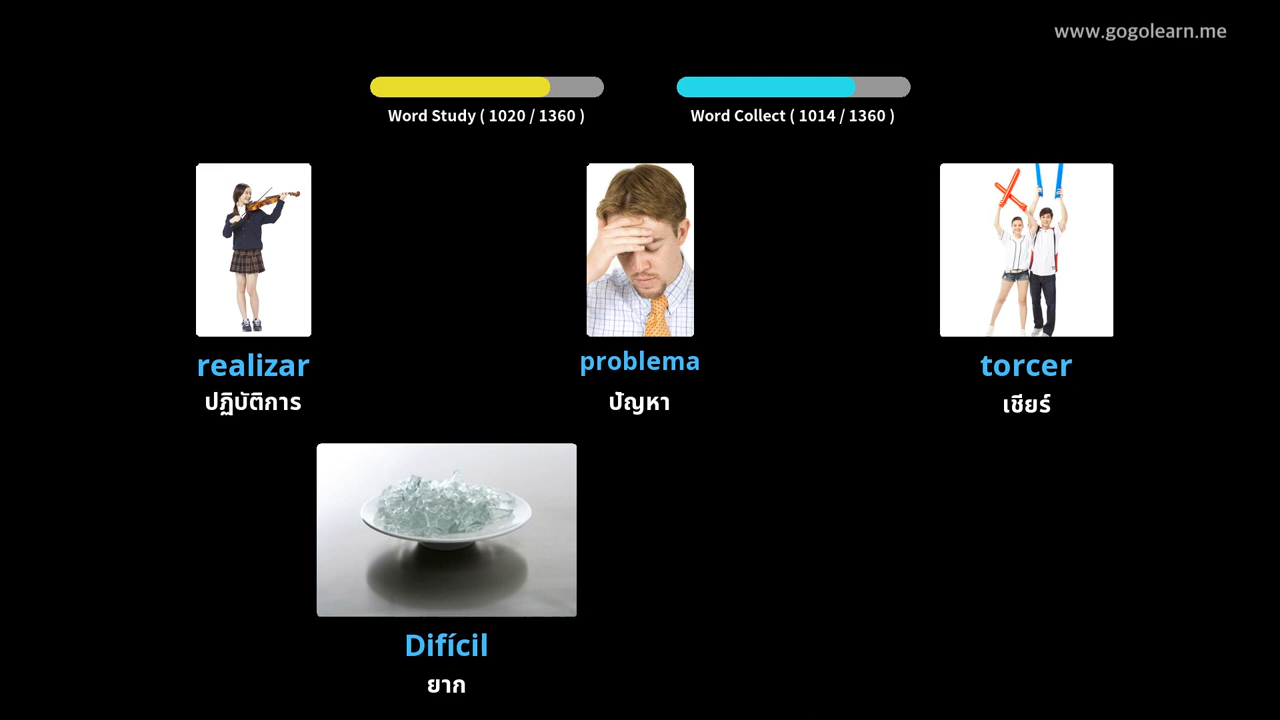 www.gogolearn.me
Word Study ( 1020 / 1360 )
Word Collect ( 1014 / 1360 )
realizar
ปฏิบัติการ
problema
ปัญหา
torcer
เชียร์
Difícil
ยาก